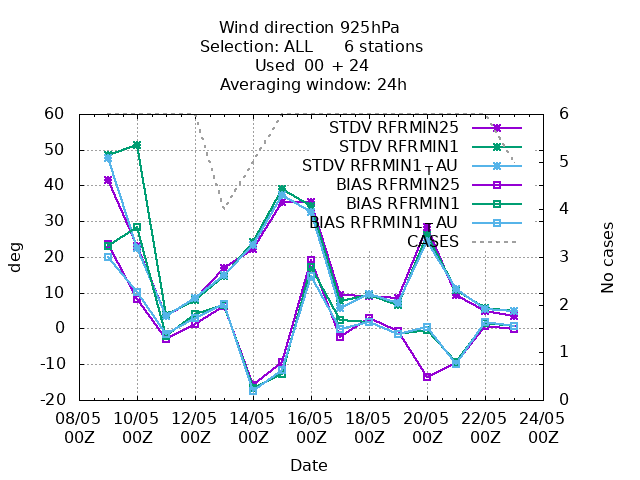 Wind direction 925hPa
Selection: ALL 6 stations
Used 00 + 24
Averaging window: 24h
STDV RFRMIN25
STDV RFRMIN1
STDV RFRMIN1_TAU
BIAS RFRMIN25
BIAS RFRMIN1
BIAS RFRMIN1_TAU
CASES
60
50
40
30
20
10
0
-10
-20
deg
6
5
4
3
2
1
0
No cases
08/05 10/05 12/05 14/05 16/05 18/05 20/05 22/05 24/05
00Z 00Z 00Z 00Z 00Z 00Z 00Z 00Z 00Z
Date